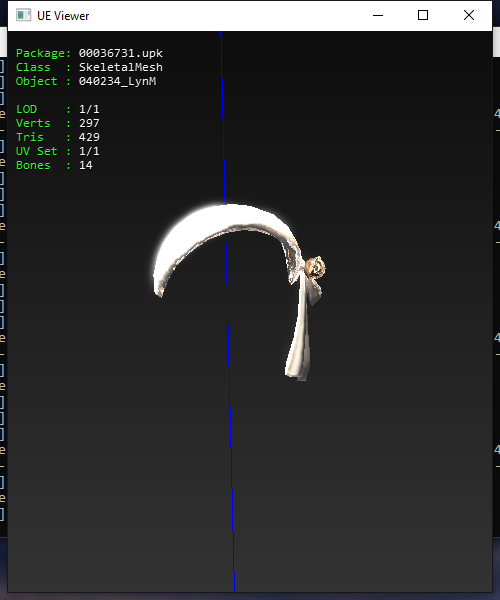 UE Viewer
Package: 00036731.upk
Class : SkeletalMesh
Object : 040234_LynM
LOD : 1/1
Verts : 297
Tris : 429
UV Set : 1/1
Bones : 14